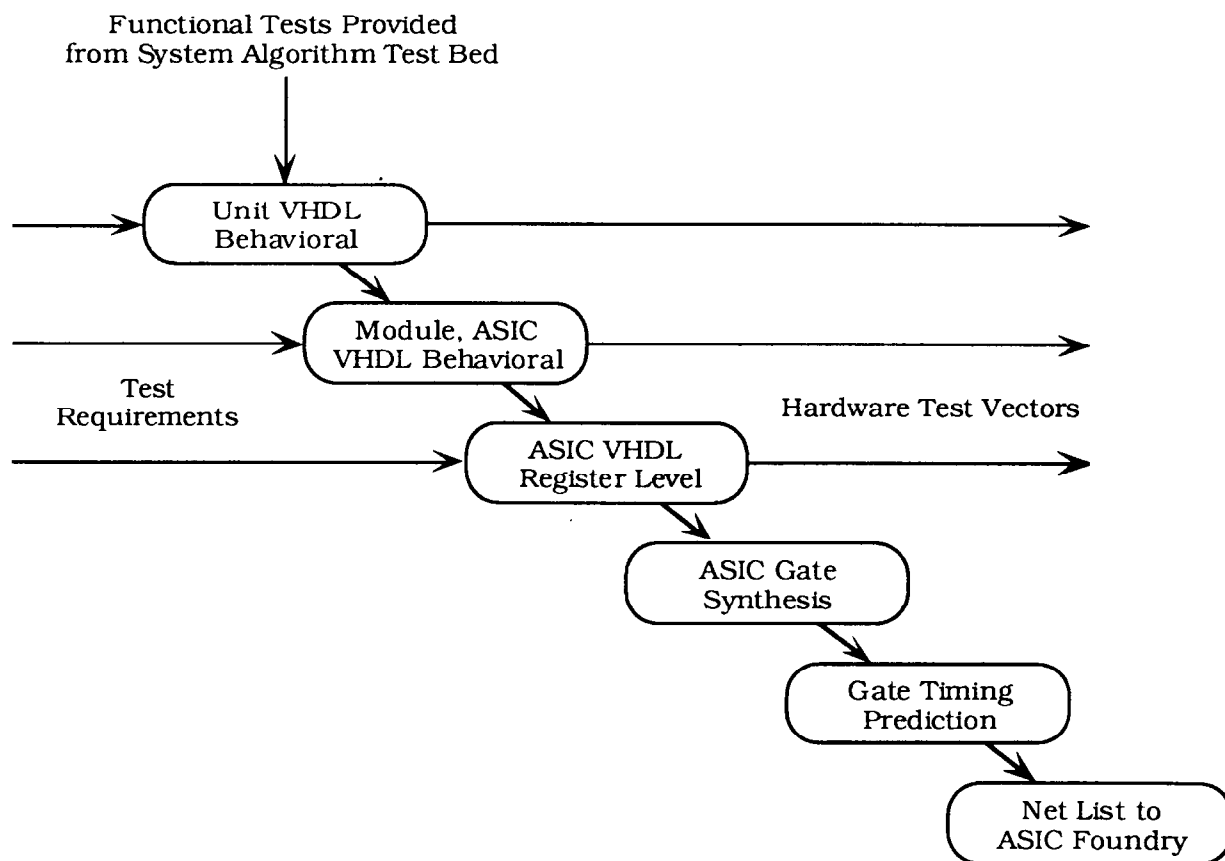 Functional Tests Provided
from System Algorithm Test Bed
Unit VHDL
Behavioral
Module, ASIC
VHDL Behavioral
Test
Requirements
Hardware Test Vectors
ASIC VHDL
Register Level
ASIC Gate
Synthesis
Gate Timing
Prediction
Net List to
ASIC Foundry